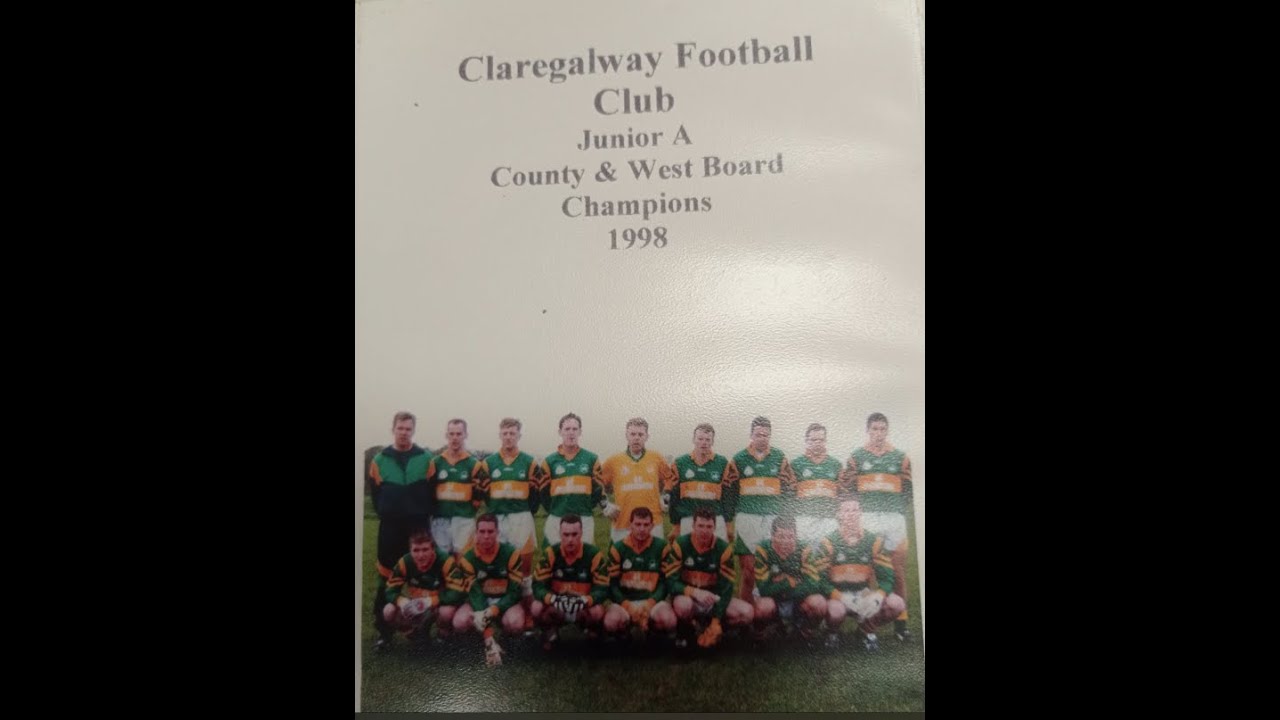 Claregalway Football
Club
Junior A
County & West Board
Champions
1998